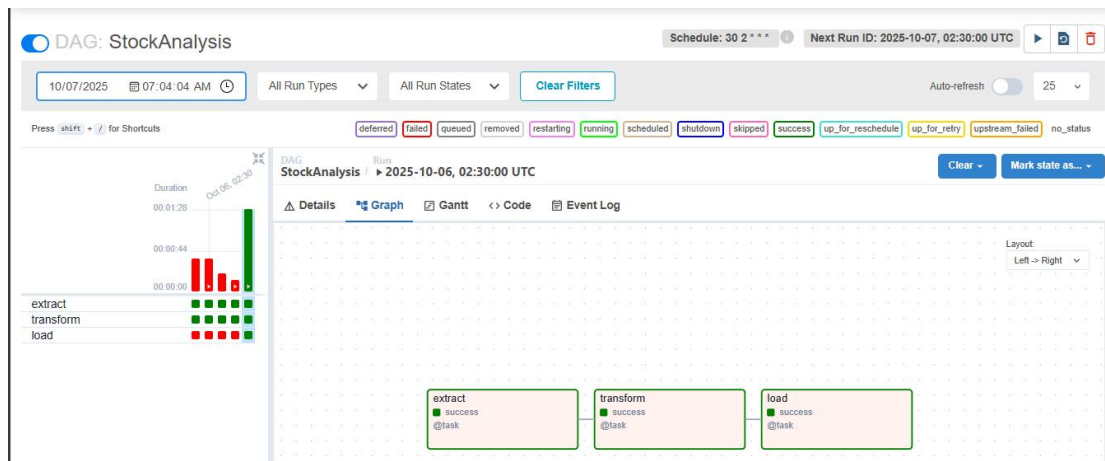 DAG: StockAnalysis
Schedule: 30 2 * * *
Next Run ID: 2025-10-07, 02:30:00 UTC
10/07/2025 07:04:04 AM
All Run Types
All Run States
Clear Filters
Auto-refresh
25
Press shift + / for Shortcuts
deferred failed queued removed restarting running scheduled shutdown skipped success up_for_reschedule up_for_retry upstream_failed no_status
Duration
Oct 06, 02:30
00:01:28
00:00:44
00:00:00
extract
transform
load
DAG
StockAnalysis
/
Run
2025-10-06, 02:30:00 UTC
Clear
Mark state as...
Details
Graph
Gantt
<> Code
Event Log
Layout:
Left -> Right
extract
success
@task
transform
success
@task
load
success
@task